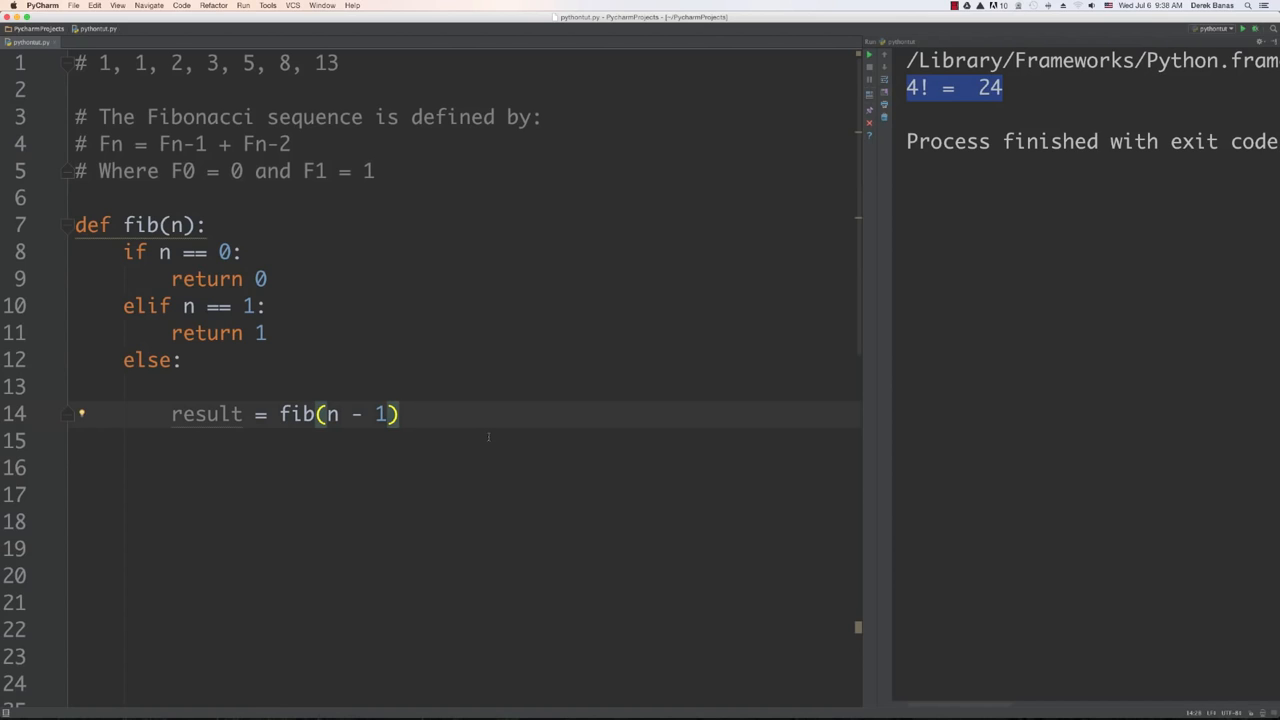 PyCharm File Edit View Navigate Code Refactor Run Tools VCS Window Help
10 Wed Jul 6 9:38 AM Derek Banas
pythontut.py - PycharmProjects - [~/PycharmProjects]
PycharmProjects pythontut.py
pythontut
pythontut.py
Run: pythontut
1 # 1, 1, 2, 3, 5, 8, 13
2
3 # The Fibonacci sequence is defined by:
4 # Fn = Fn-1 + Fn-2
5 # Where F0 = 0 and F1 = 1
6
7 def fib(n):
8 if n == 0:
9 return 0
10 elif n == 1:
11 return 1
12 else:
13
14 result = fib(n - 1)
15
16
17
18
19
20
21
22
23
24
/Library/Frameworks/Python.fram
4! =  24
Process finished with exit code
UTF-8